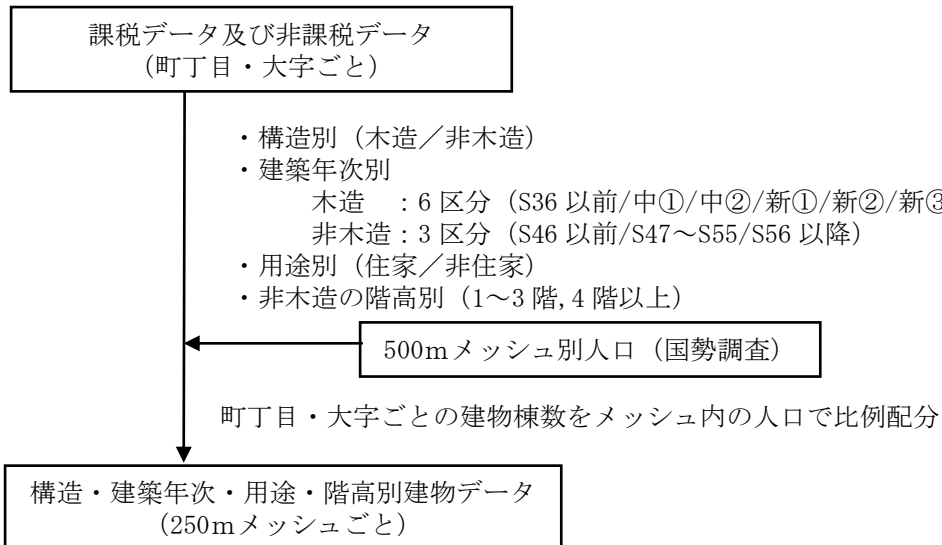 課税データ及び非課税データ
（町丁目・大字ごと）
・構造別（木造／非木造）
・建築年次別
木造　：6 区分（S36 以前/中①/中②/新①/新②/新③
非木造：3 区分（S46 以前/S47～S55/S56 以降）
・用途別（住家／非住家）
・非木造の階高別（1～3 階，4 階以上）
500ｍメッシュ別人口（国勢調査）
町丁目・大字ごとの建物棟数をメッシュ内の人口で比例配分
構造・建築年次・用途・階高別建物データ
（250ｍメッシュごと）